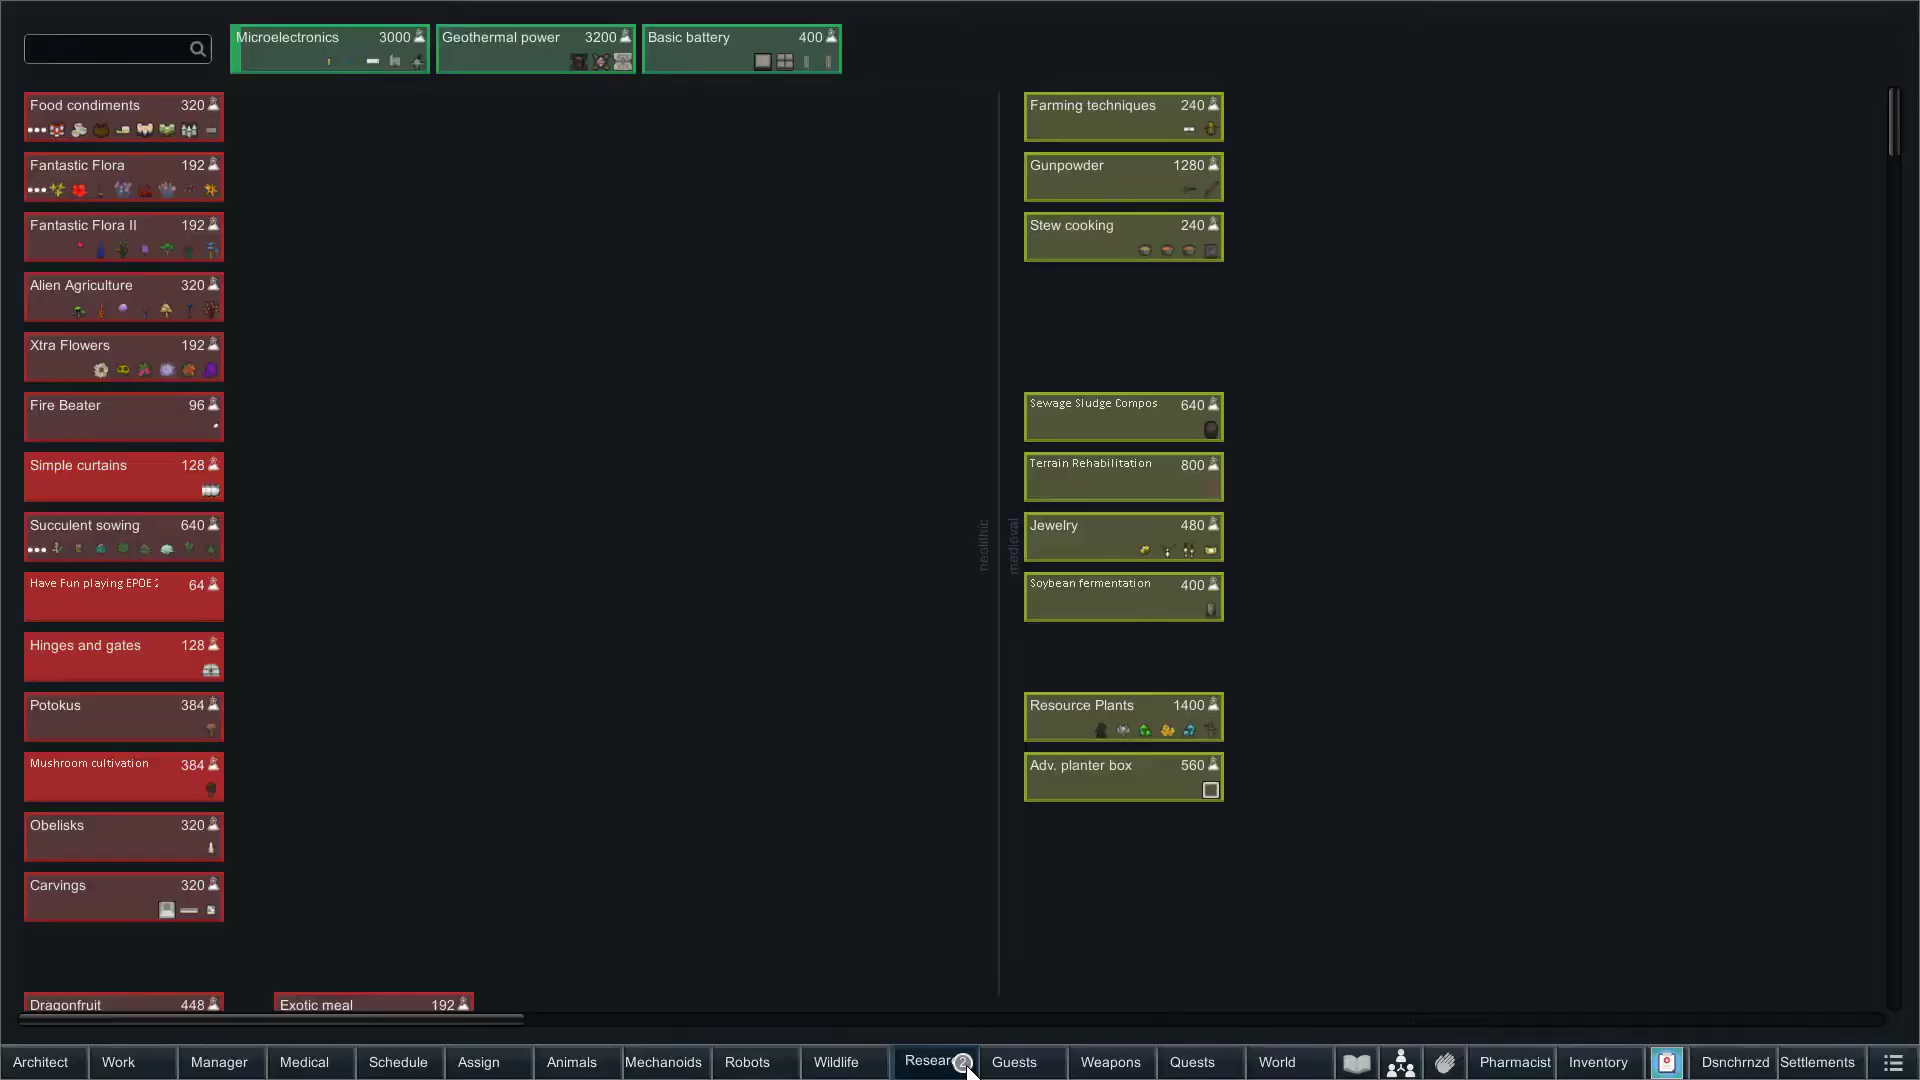 Microelectronics 3000
Geothermal power 3200
Basic battery 400
Food condiments 320
Fantastic Flora 192
Fantastic Flora II 192
Alien Agriculture 320
Xtra Flowers 192
Fire Beater 96
Simple curtains 128
Succulent sowing 640
Have Fun playing EPOE 64
Hinges and gates 128
Potokus 384
Mushroom cultivation 384
Obelisks 320
Carvings 320
Dragonfruit 448
Exotic meal 192
neolithic
medieval
Farming techniques 240
Gunpowder 1280
Stew cooking 240
Sewage Sludge Compos 640
Terrain Rehabilitation 800
Jewelry 480
Soybean fermentation 400
Resource Plants 1400
Adv. planter box 560
Architect Work Manager Medical Schedule Assign Animals Mechanoids Robots Wildlife Resear 2 Guests Weapons Quests World Pharmacist Inventory Dsnchrnzd Settlements